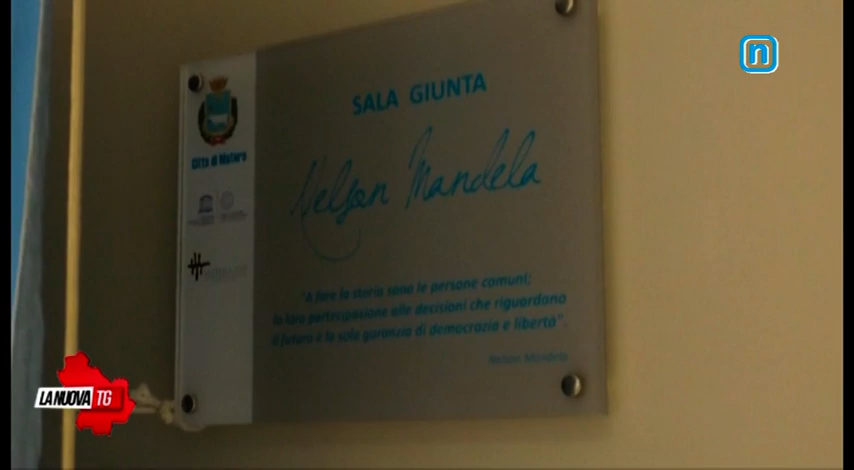 n
SALA GIUNTA
Città di Matera
Nelson Mandela
"A fare la storia sono le persone comuni;
la loro partecipazione alle decisioni che riguardano
il futuro è la sola garanzia di democrazia e libertà".
Nelson Mandela
LA NUOVA TG